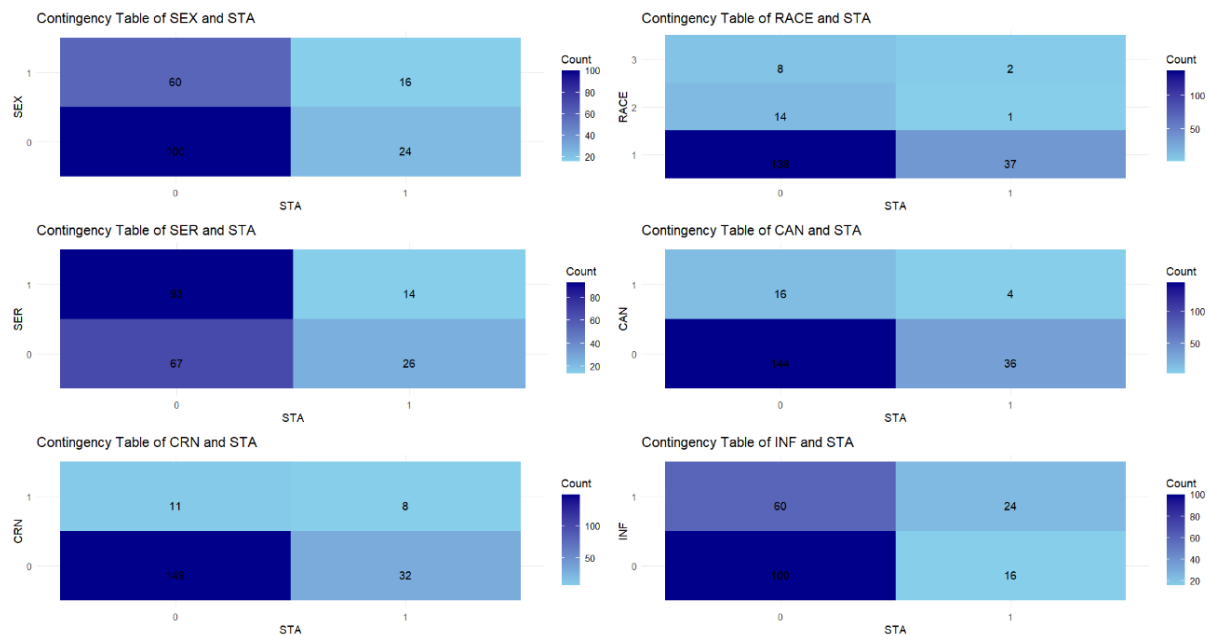 Contingency Table of SEX and STA
Count
100
80
60
40
20
SEX
1
60
16
0
100
24
0
1
STA
Contingency Table of RACE and STA
Count
100
50
RACE
3
8
2
2
14
1
1
138
37
0
1
STA
Contingency Table of SER and STA
Count
80
60
40
20
SER
1
93
14
0
67
26
0
1
STA
Contingency Table of CAN and STA
Count
100
50
CAN
1
16
4
0
144
36
0
1
STA
Contingency Table of CRN and STA
Count
100
50
CRN
1
11
8
0
149
32
0
1
STA
Contingency Table of INF and STA
Count
100
80
60
40
20
INF
1
60
24
0
100
16
0
1
STA